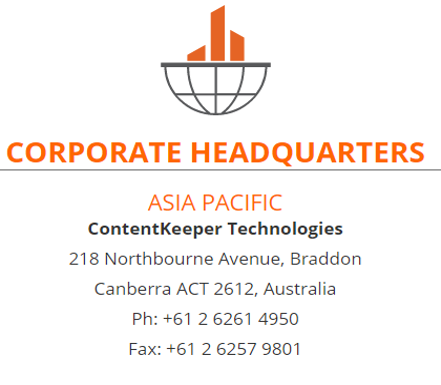 CORPORATE HEADQUARTERS
ASIA PACIFIC
ContentKeeper Technologies
218 Northbourne Avenue, Braddon
Canberra ACT 2612, Australia
Ph: +61 2 6261 4950
Fax: +61 2 6257 9801